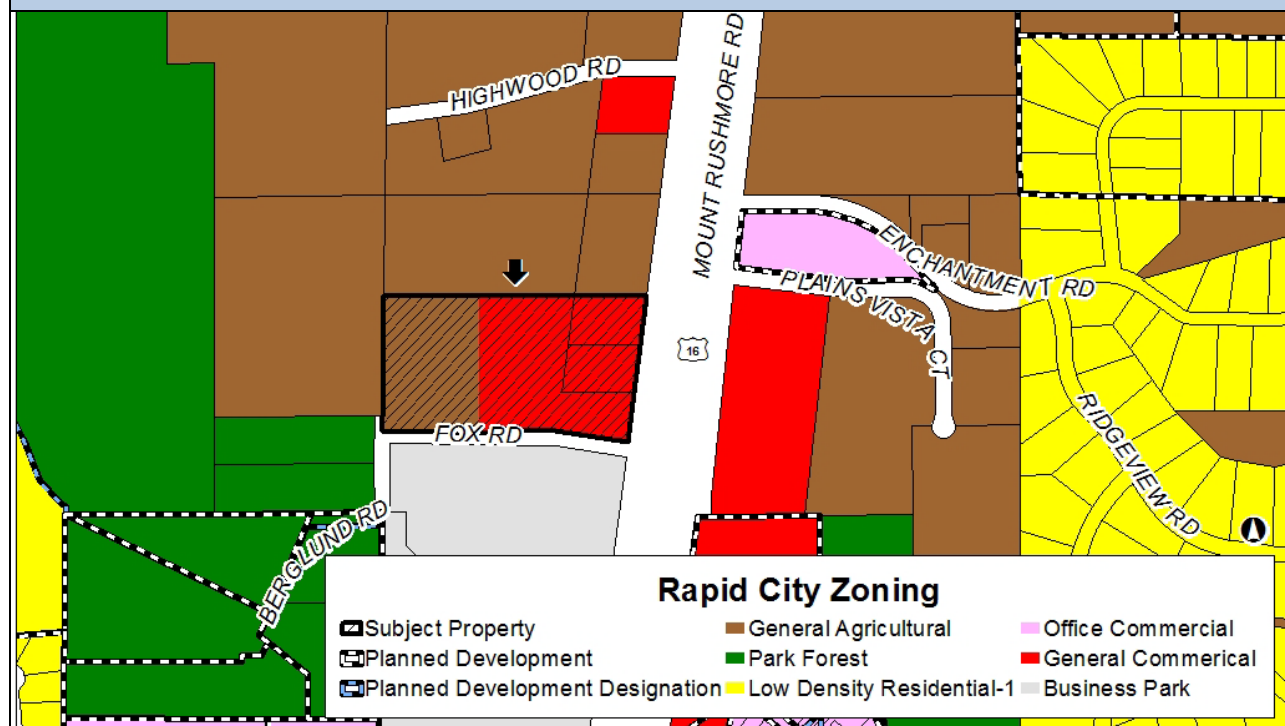 HIGHWOOD RD
MOUNT RUSHMORE RD
ENCHANTMENT RD
PLAINS VISTA CT
16
RIDGEVIEW RD
FOX RD
BERGLUND RD
Rapid City Zoning
Subject Property
Planned Development
Planned Development Designation
General Agricultural
Park Forest
Low Density Residential-1
Office Commercial
General Commerical
Business Park